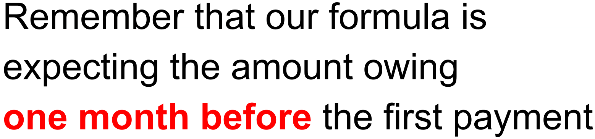 Remember that our formula is
expecting the amount owing
one month before the first payment